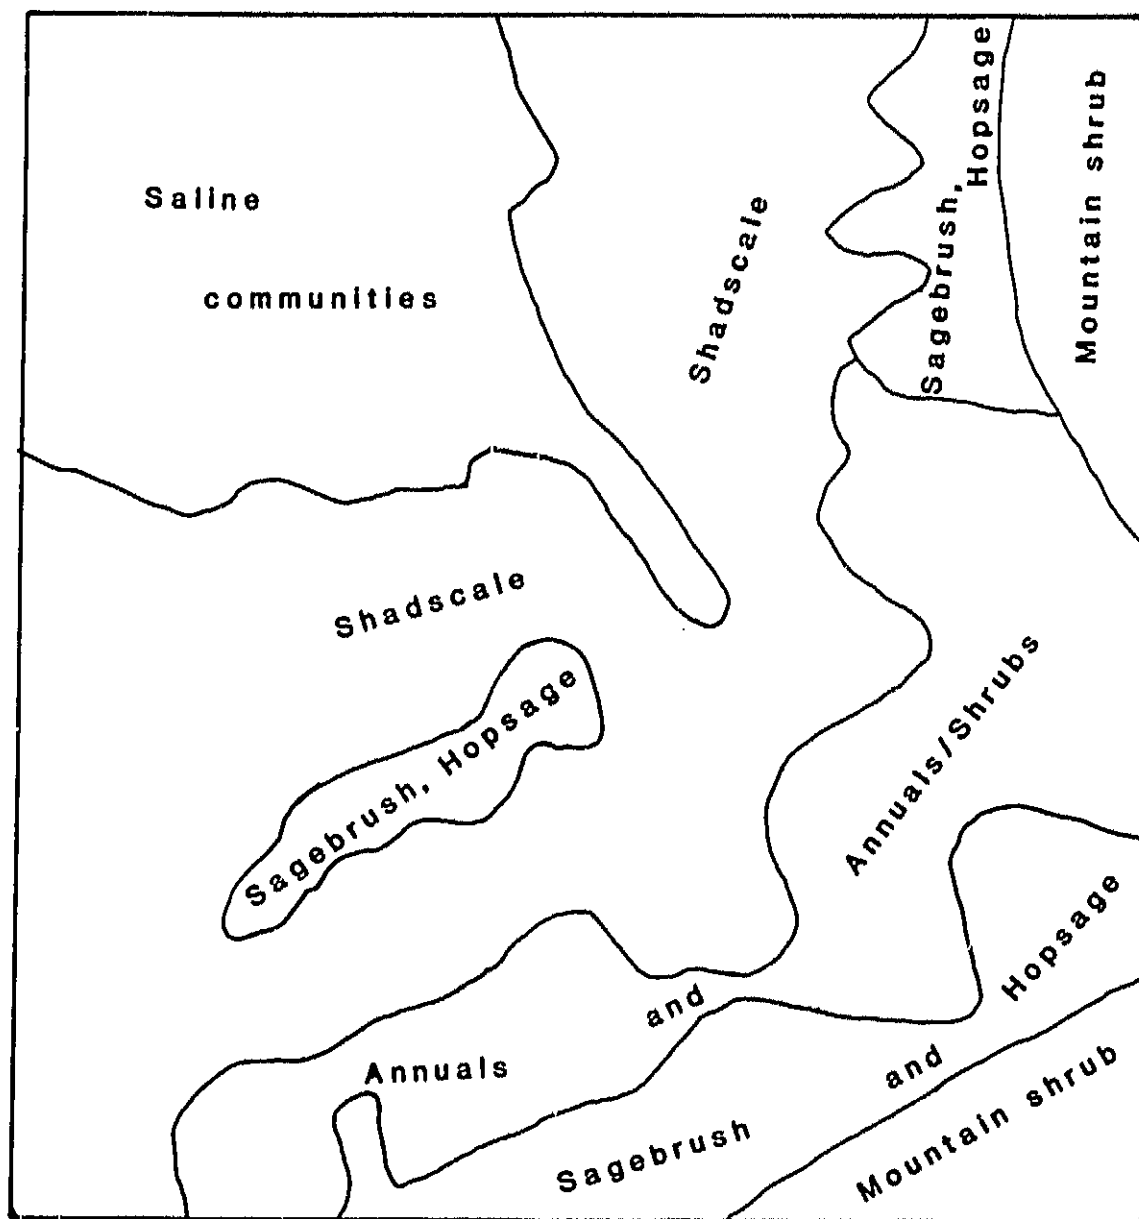 Saline
communities
Shadscale
Sagebrush,
Hopsage
Mountain shrub
Shadscale
Sagebrush, Hopsage
Annuals/Shrubs
Annuals
and
Sagebrush
and
Hopsage
Mountain shrub